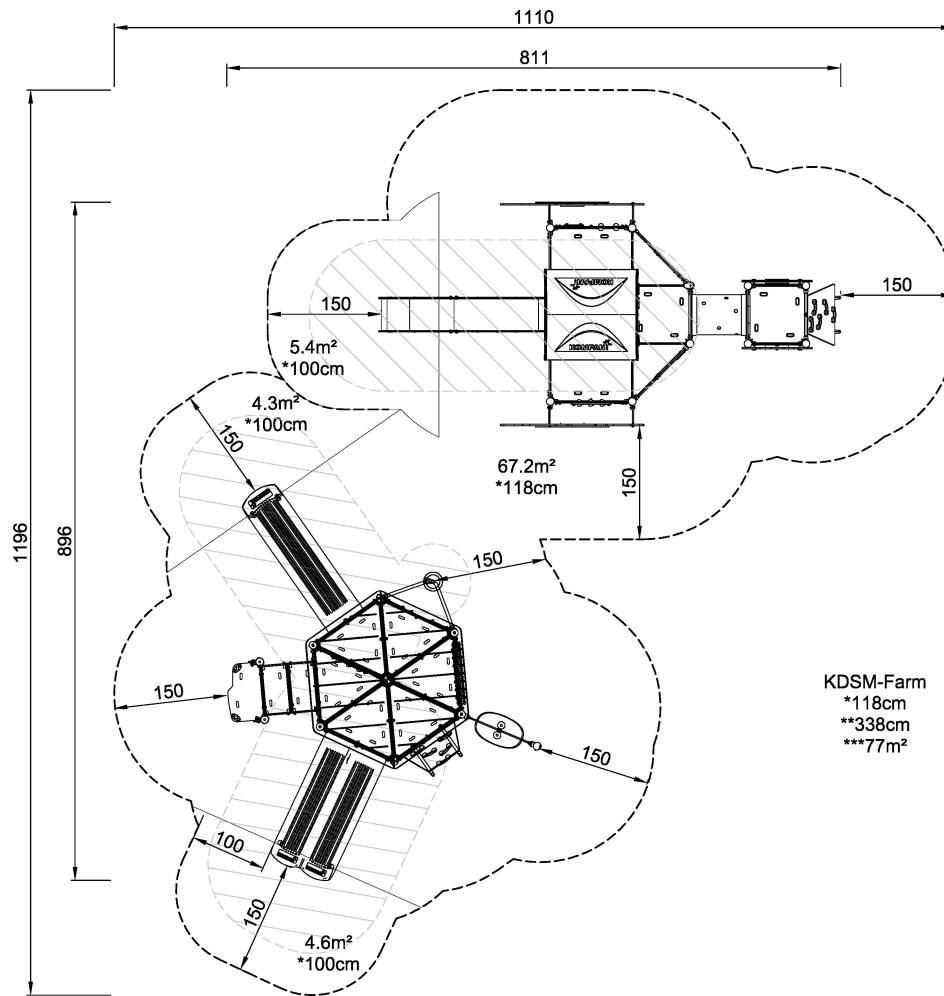 1110
811
150
150
5.4m²
*100cm
KOMPAN
KOMPAN
4.3m²
*100cm
150
67.2m²
*118cm
150
1196
896
150
150
KDSM-Farm
*118cm
**338cm
***77m²
150
100
150
4.6m²
*100cm